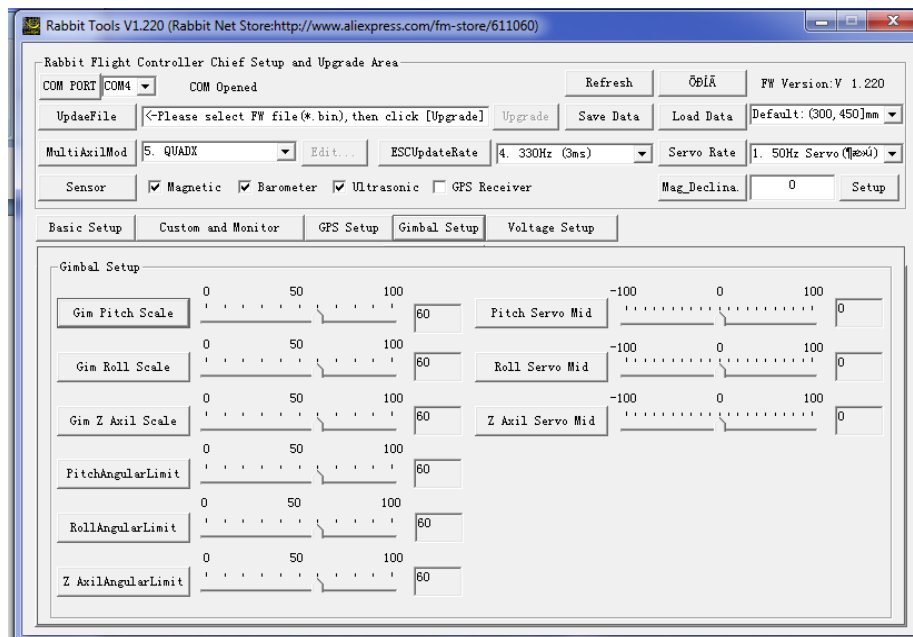 Rabbit Tools V1.220 (Rabbit Net Store:http://www.aliexpress.com/fm-store/611060)
Rabbit Flight Controller Chief Setup and Upgrade Area
COM PORT COM4 COM Opened Refresh ÖÐÍÄ FW Version:V 1.220
UpdaeFile <-Please select FW file(*.bin), then click [Upgrade] Upgrade Save Data Load Data Default: (300, 450]mm
MultiAxilMod 5. QUADX Edit... ESCUpdateRate 4. 330Hz (3ms) Servo Rate 1. 50Hz Servo(¶æ»ú)
Sensor Magnetic Barometer Ultrasonic GPS Receiver Mag_Declina. 0 Setup
Basic Setup Custom and Monitor GPS Setup Gimbal Setup Voltage Setup
Gimbal Setup
0 50 100 -100 0 100
Gim Pitch Scale 60 Pitch Servo Mid 0
0 50 100 -100 0 100
Gim Roll Scale 60 Roll Servo Mid 0
0 50 100 -100 0 100
Gim Z Axil Scale 60 Z Axil Servo Mid 0
0 50 100
PitchAngularLimit 60
0 50 100
RollAngularLimit 60
0 50 100
Z AxilAngularLimit 60